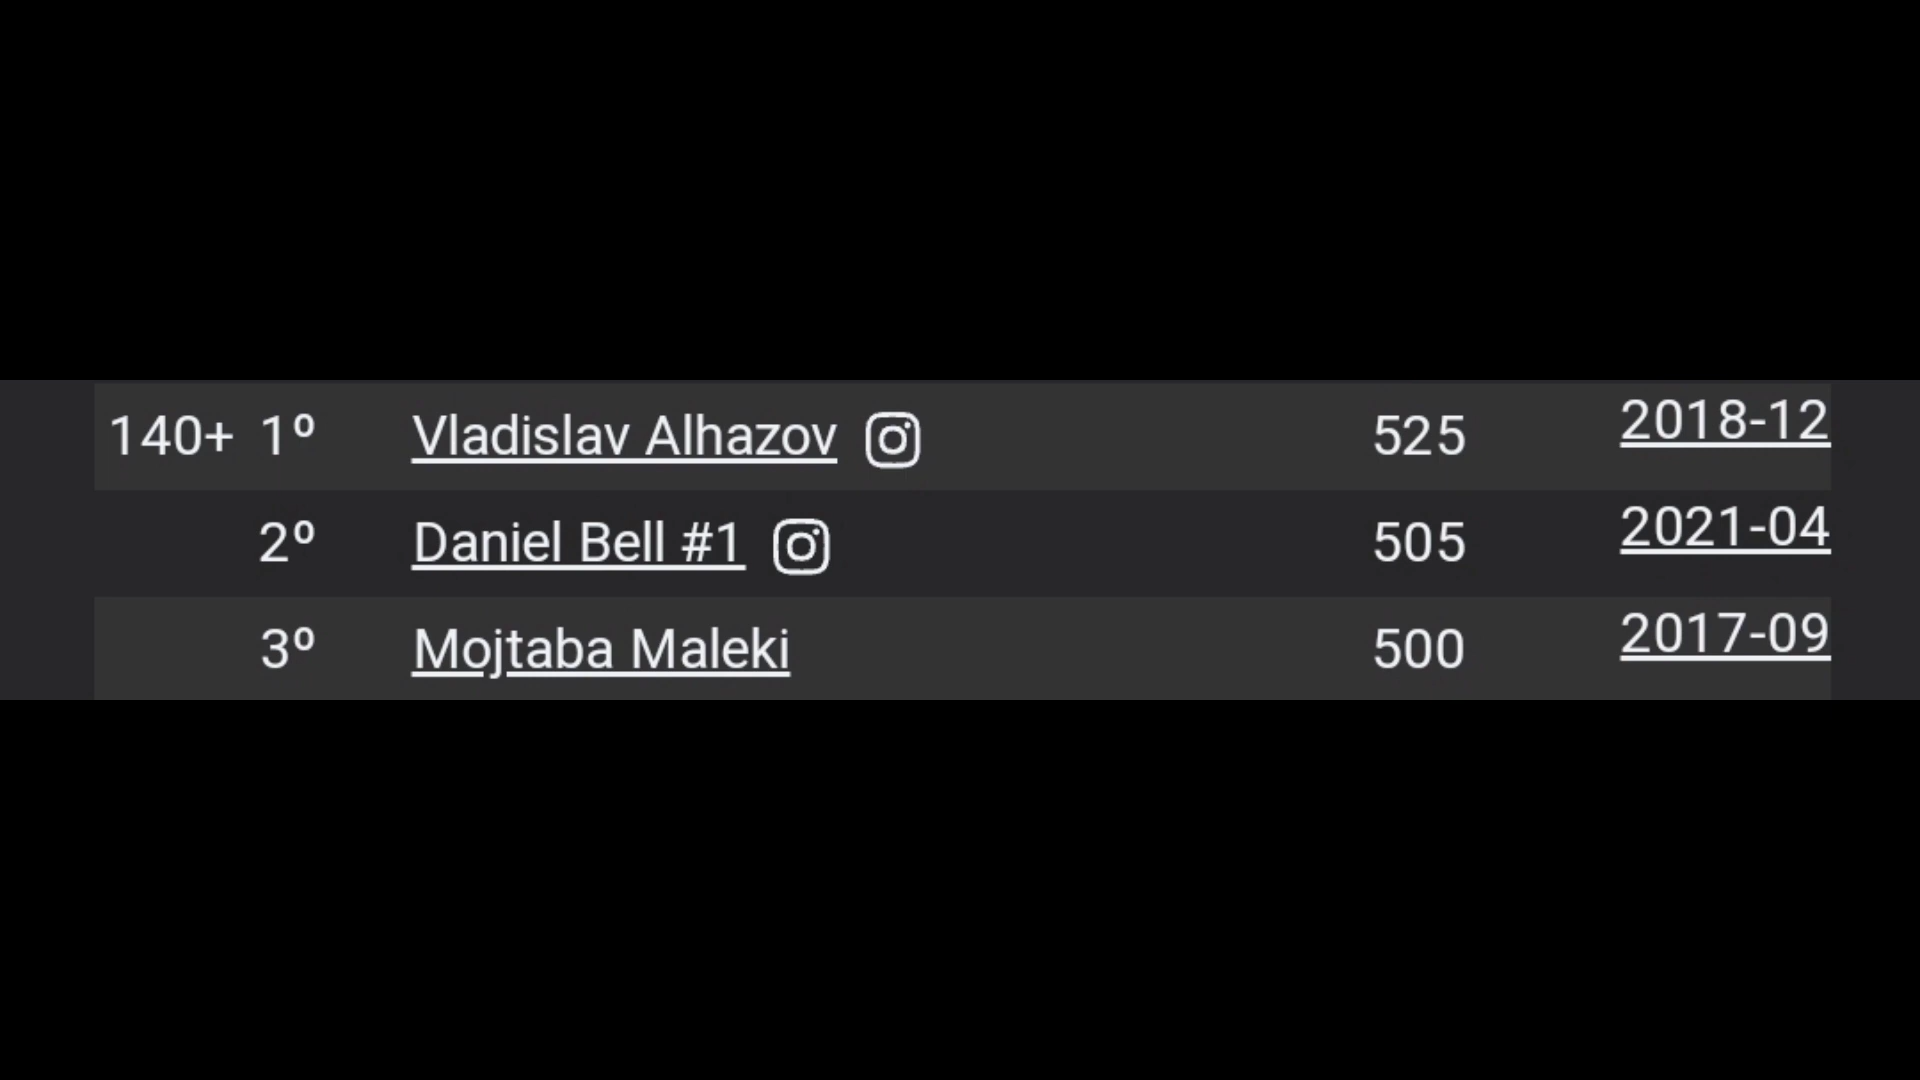 140+ 1º Vladislav Alhazov 525 2018-12
2º Daniel Bell #1 505 2021-04
3º Mojtaba Maleki 500 2017-09